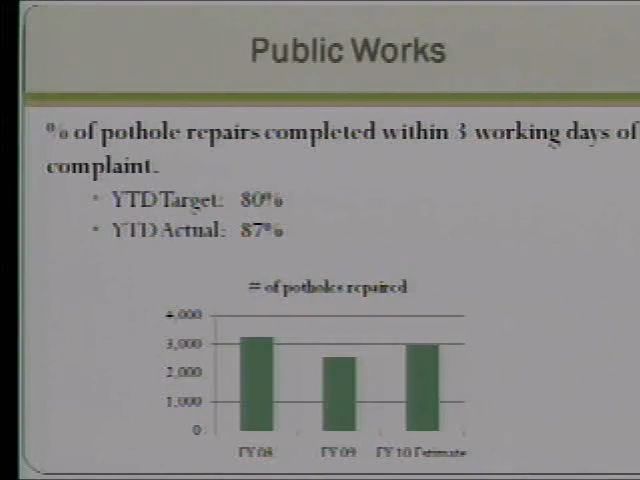 Public Works
% of pothole repairs completed within 3 working days of
complaint.
• YTD Target: 80%
• YTD Actual: 87%
# of potholes repaired
4,000
3,000
2,000
1,000
0
FY 08 FY 09 FY 10 Estimate